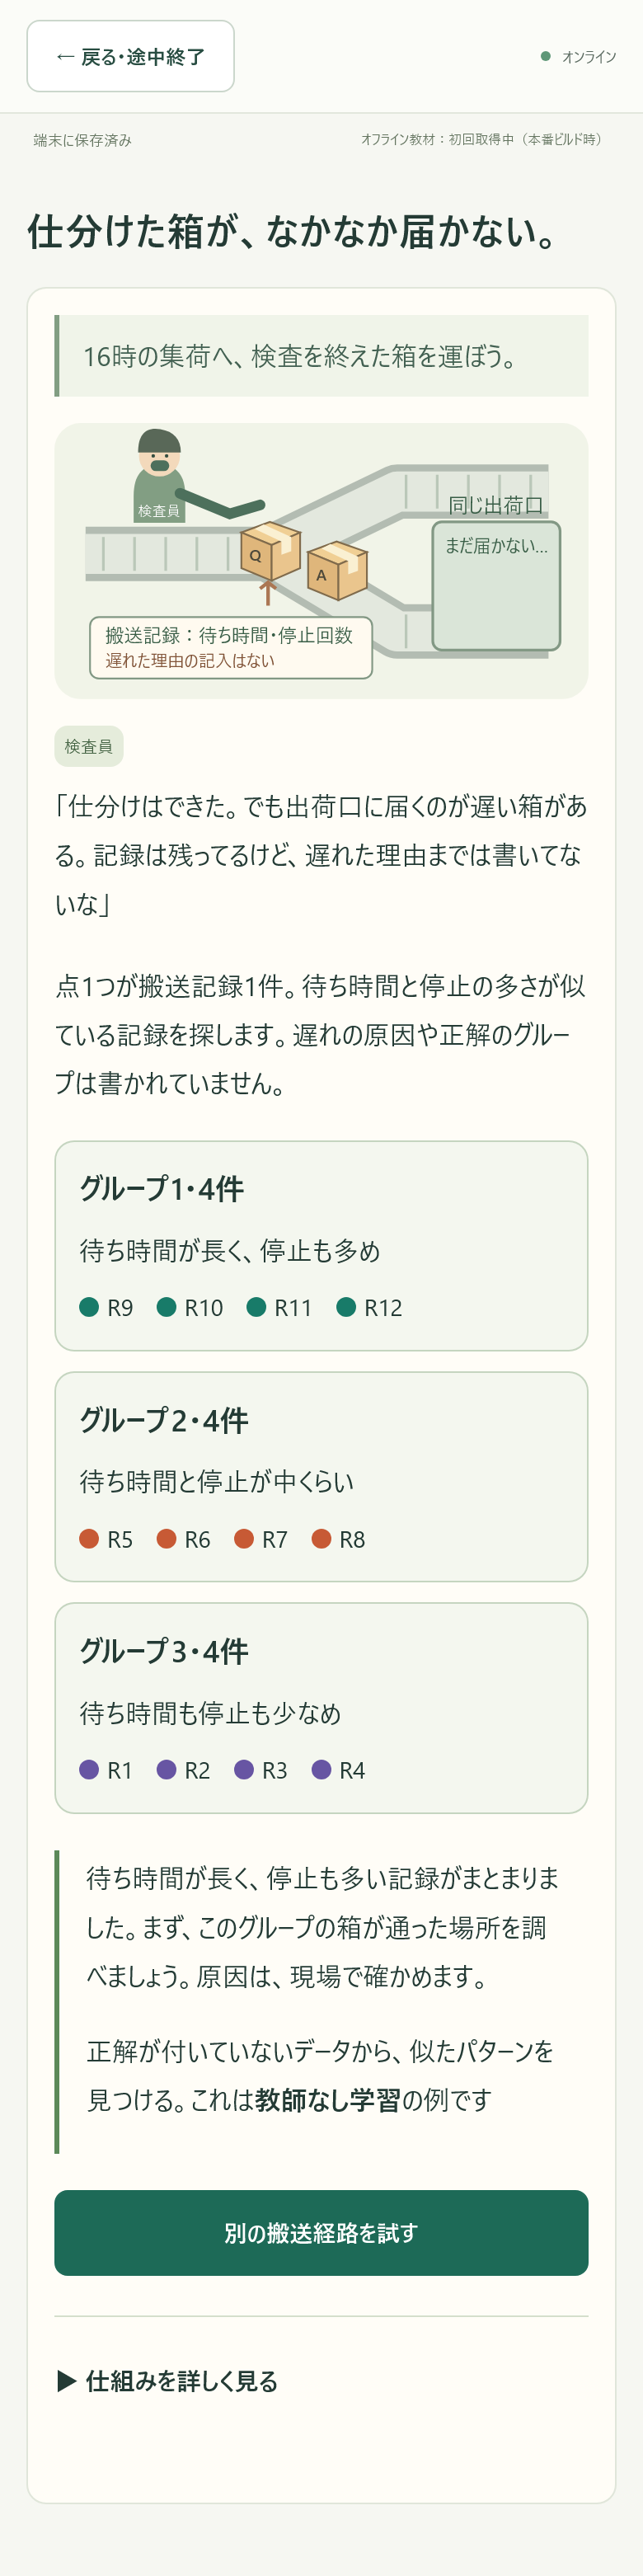 ← 戻る・途中終了
オンライン
端末に保存済み
オフライン教材：初回取得中（本番ビルド時）
仕分けた箱が、なかなか届かない。
16時の集荷へ、検査を終えた箱を運ぼう。
検査員
同じ出荷口
まだ届かない…
Q
A
搬送記録：待ち時間・停止回数
遅れた理由の記入はない
検査員
「仕分けはできた。でも出荷口に届くのが遅い箱があ
る。記録は残ってるけど、遅れた理由までは書いてな
いな」
点1つが搬送記録1件。待ち時間と停止の多さが似
ている記録を探します。遅れの原因や正解のグルー
プは書かれていません。
グループ1・4件
待ち時間が長く、停止も多め
R9 R10 R11 R12
グループ2・4件
待ち時間と停止が中くらい
R5 R6 R7 R8
グループ3・4件
待ち時間も停止も少なめ
R1 R2 R3 R4
待ち時間が長く、停止も多い記録がまとまりま
した。まず、このグループの箱が通った場所を調
べましょう。原因は、現場で確かめます。
正解が付いていないデータから、似たパターンを
見つける。これは教師なし学習の例です
別の搬送経路を試す
▶ 仕組みを詳しく見る